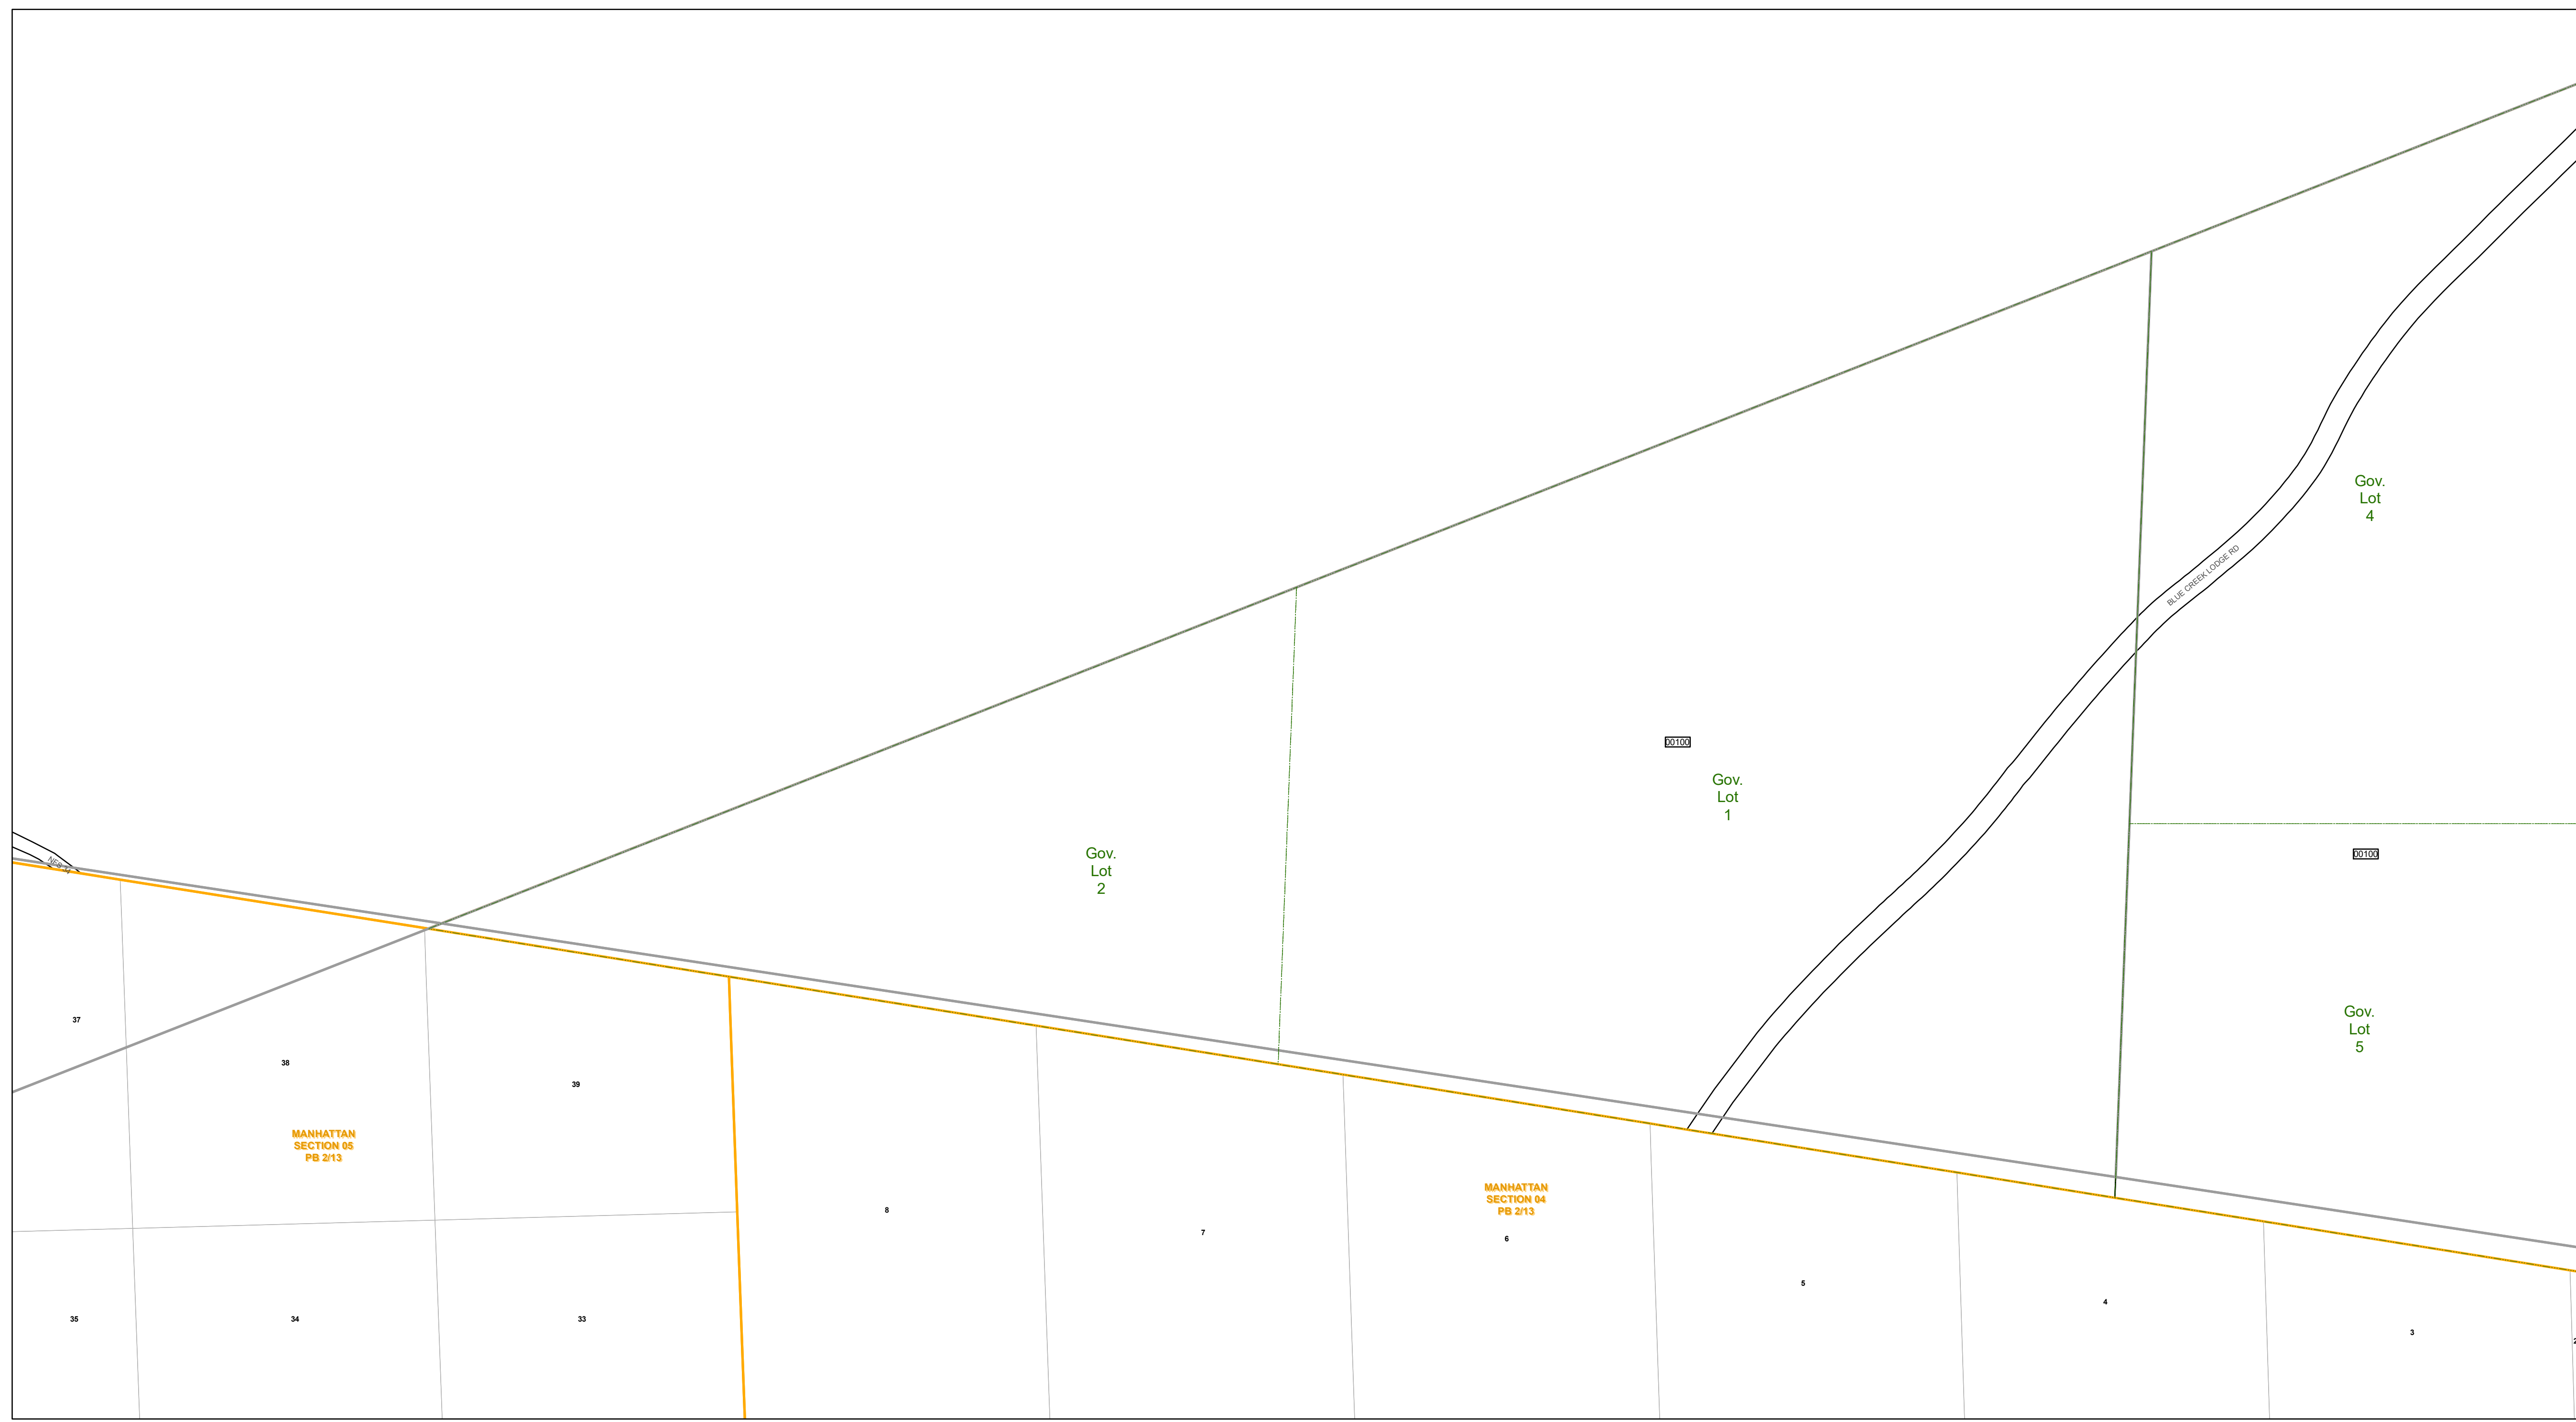 Gov.
Lot
4
BLUE CREEK LODGE RD
00100
Gov.
Lot
1
Gov.
Lot
2
00100
Gov.
Lot
5
37
38
39
MANHATTAN
SECTION 05
PB 2/13
MANHATTAN
SECTION 04
PB 2/13
8
7
6
5
4
3
35
34
33